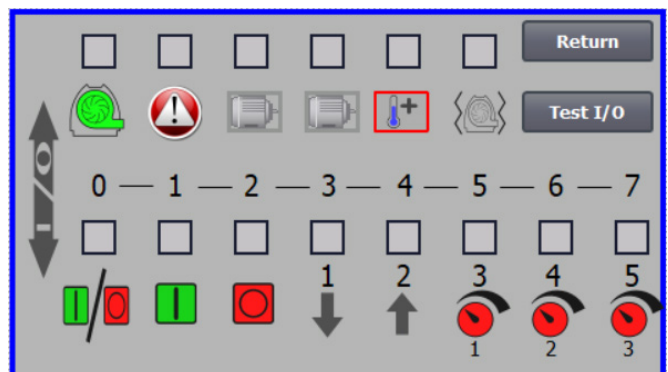 Return
Test I/O
I/O
0 — 1 — 2 — 3 — 4 — 5 — 6 — 7
1 2 3 4 5
1 2 3